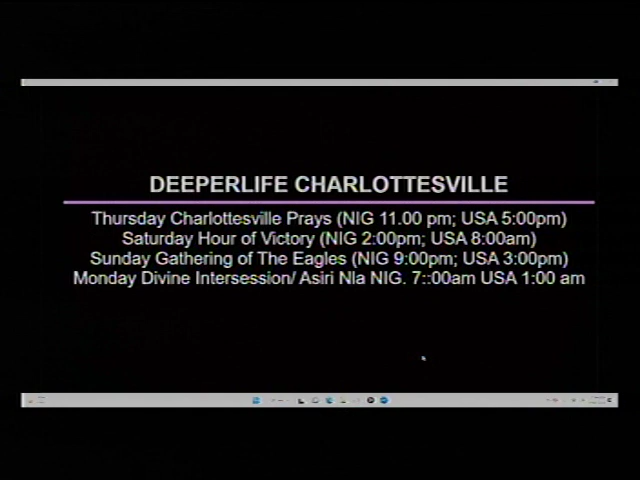 DEEPERLIFE CHARLOTTESVILLE
Thursday Charlottesville Prays (NIG 11.00 pm; USA 5:00pm)
Saturday Hour of Victory (NIG 2:00pm; USA 8:00am)
Sunday Gathering of The Eagles (NIG 9:00pm; USA 3:00pm)
Monday Divine Intersession/ Asiri Nla NIG. 7::00am USA 1:00 am